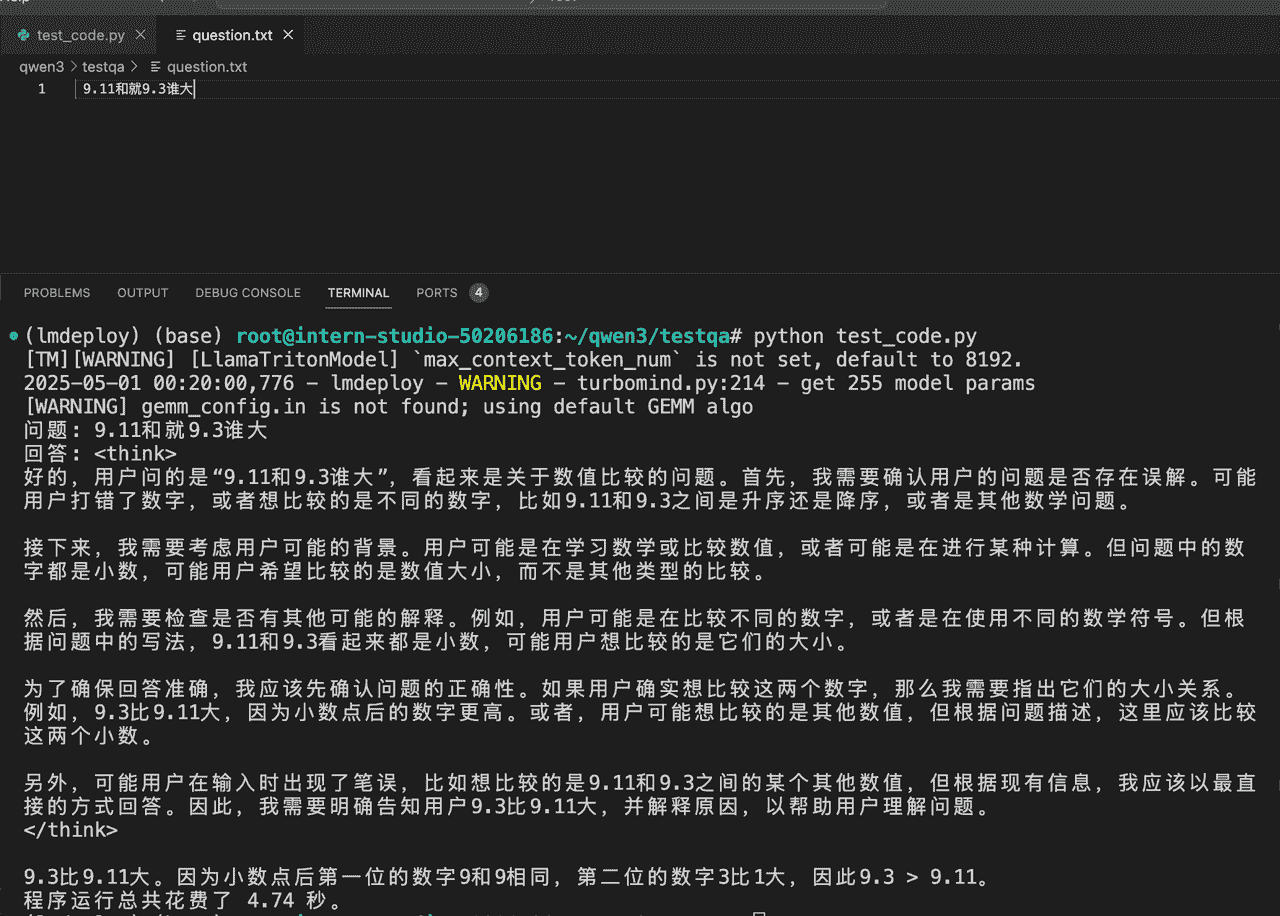 test_code.py
question.txt
qwen3 > testqa > question.txt
1 9.11和就9.3谁大
PROBLEMS OUTPUT DEBUG CONSOLE TERMINAL PORTS 4
(lmdeploy) (base) root@intern-studio-50206186:~/qwen3/testqa# python test_code.py
[TM][WARNING] [LlamaTritonModel] `max_context_token_num` is not set, default to 8192.
2025-05-01 00:20:00,776 - lmdeploy - WARNING - turbomind.py:214 - get 255 model params
[WARNING] gemm_config.in is not found; using default GEMM algo
问题: 9.11和就9.3谁大
回答: <think>
好的，用户问的是“9.11和9.3谁大”，看起来是关于数值比较的问题。首先，我需要确认用户的问题是否存在误解。可能
用户打错了数字，或者想比较的是不同的数字，比如9.11和9.3之间是升序还是降序，或者是其他数学问题。
接下来，我需要考虑用户可能的背景。用户可能是在学习数学或比较数值，或者可能是在进行某种计算。但问题中的数
字都是小数，可能用户希望比较的是数值大小，而不是其他类型的比较。
然后，我需要检查是否有其他可能的解释。例如，用户可能是在比较不同的数字，或者是在使用不同的数学符号。但根
据问题中的写法，9.11和9.3看起来都是小数，可能用户想比较的是它们的大小。
为了确保回答准确，我应该先确认问题的正确性。如果用户确实想比较这两个数字，那么我需要指出它们的大小关系。
例如，9.3比9.11大，因为小数点后的数字更高。或者，用户可能想比较的是其他数值，但根据问题描述，这里应该比较
这两个小数。
另外，可能用户在输入时出现了笔误，比如想比较的是9.11和9.3之间的某个其他数值，但根据现有信息，我应该以最直
接的方式回答。因此，我需要明确告知用户9.3比9.11大，并解释原因，以帮助用户理解问题。
</think>
9.3比9.11大。因为小数点后第一位的数字9和9相同，第二位的数字3比1大，因此9.3 > 9.11。
程序运行总共花费了 4.74 秒。